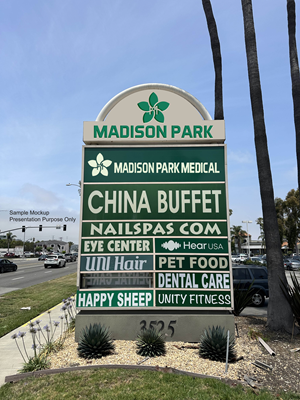 MADISON PARK
MADISON PARK MEDICAL
CHINA BUFFET
NAILSPAS COM
EYE CENTER
HearUSA
UNI Hair
PET FOOD
DENTAL CARE
HAPPY SHEEP
UNITY FITNESS
3525
Sample Mockup
Presentation Purpose Only